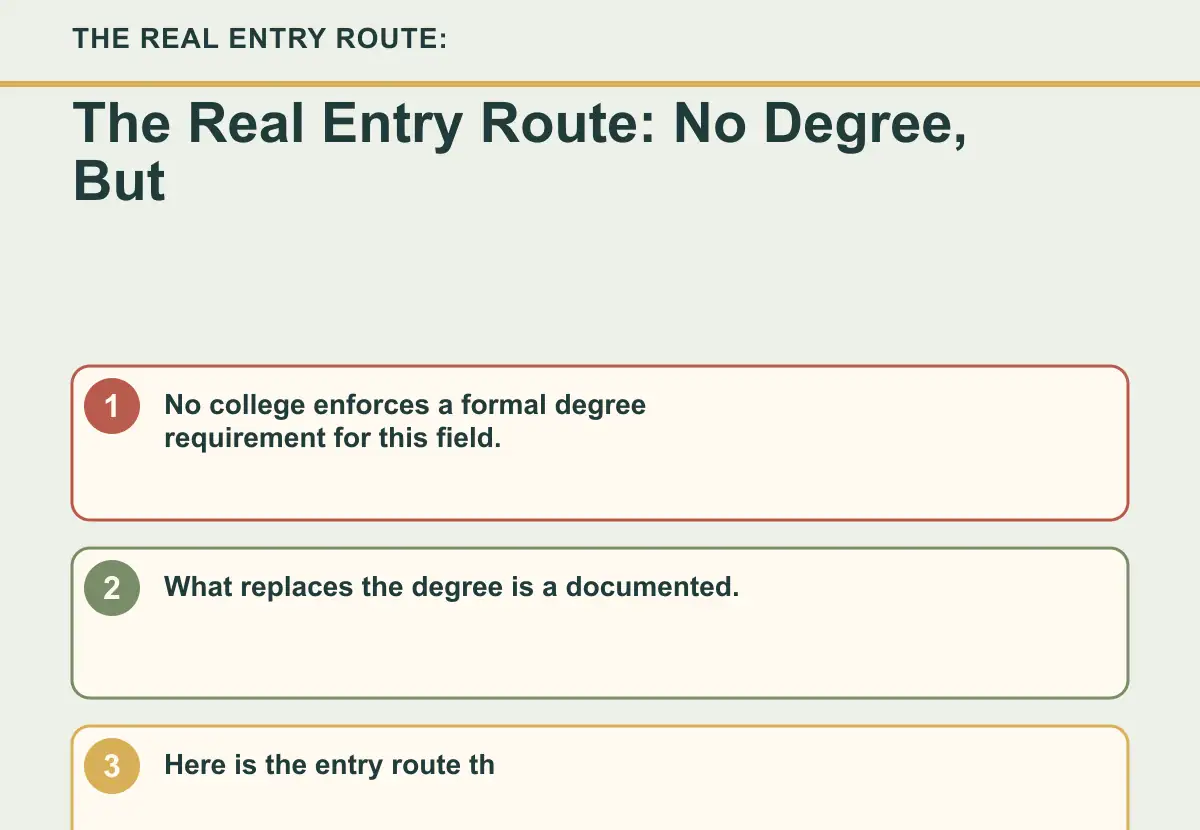 THE REAL ENTRY ROUTE:
The Real Entry Route: No Degree,
But
1
No college enforces a formal degree
requirement for this field.
2
What replaces the degree is a documented.
3
Here is the entry route th